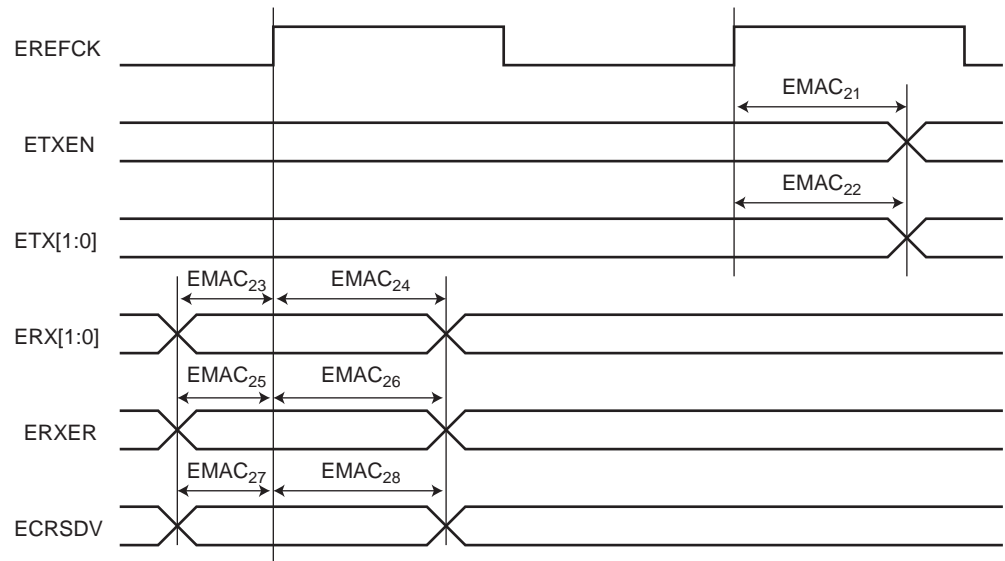 EREFCK
EMAC21
ETXEN
EMAC22
ETX[1:0]
EMAC23 EMAC24
ERX[1:0]
EMAC25 EMAC26
ERXER
EMAC27 EMAC28
ECRSDV